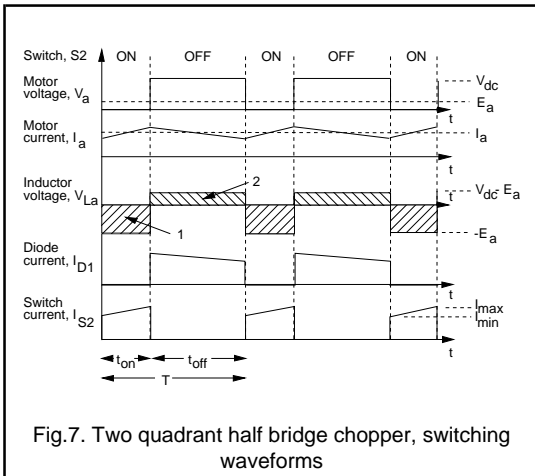 Switch, S2 ON OFF ON OFF ON
Motor
voltage, Va
Vdc
Ea
t
Motor
current, Ia
Ia
t
Inductor
voltage, VLa
2
t
Vdc - Ea
1
-Ea
Diode
current, ID1
t
Switch
current, IS2
Imax
Imin
t
ton toff
T
Fig.7. Two quadrant half bridge chopper, switching
waveforms